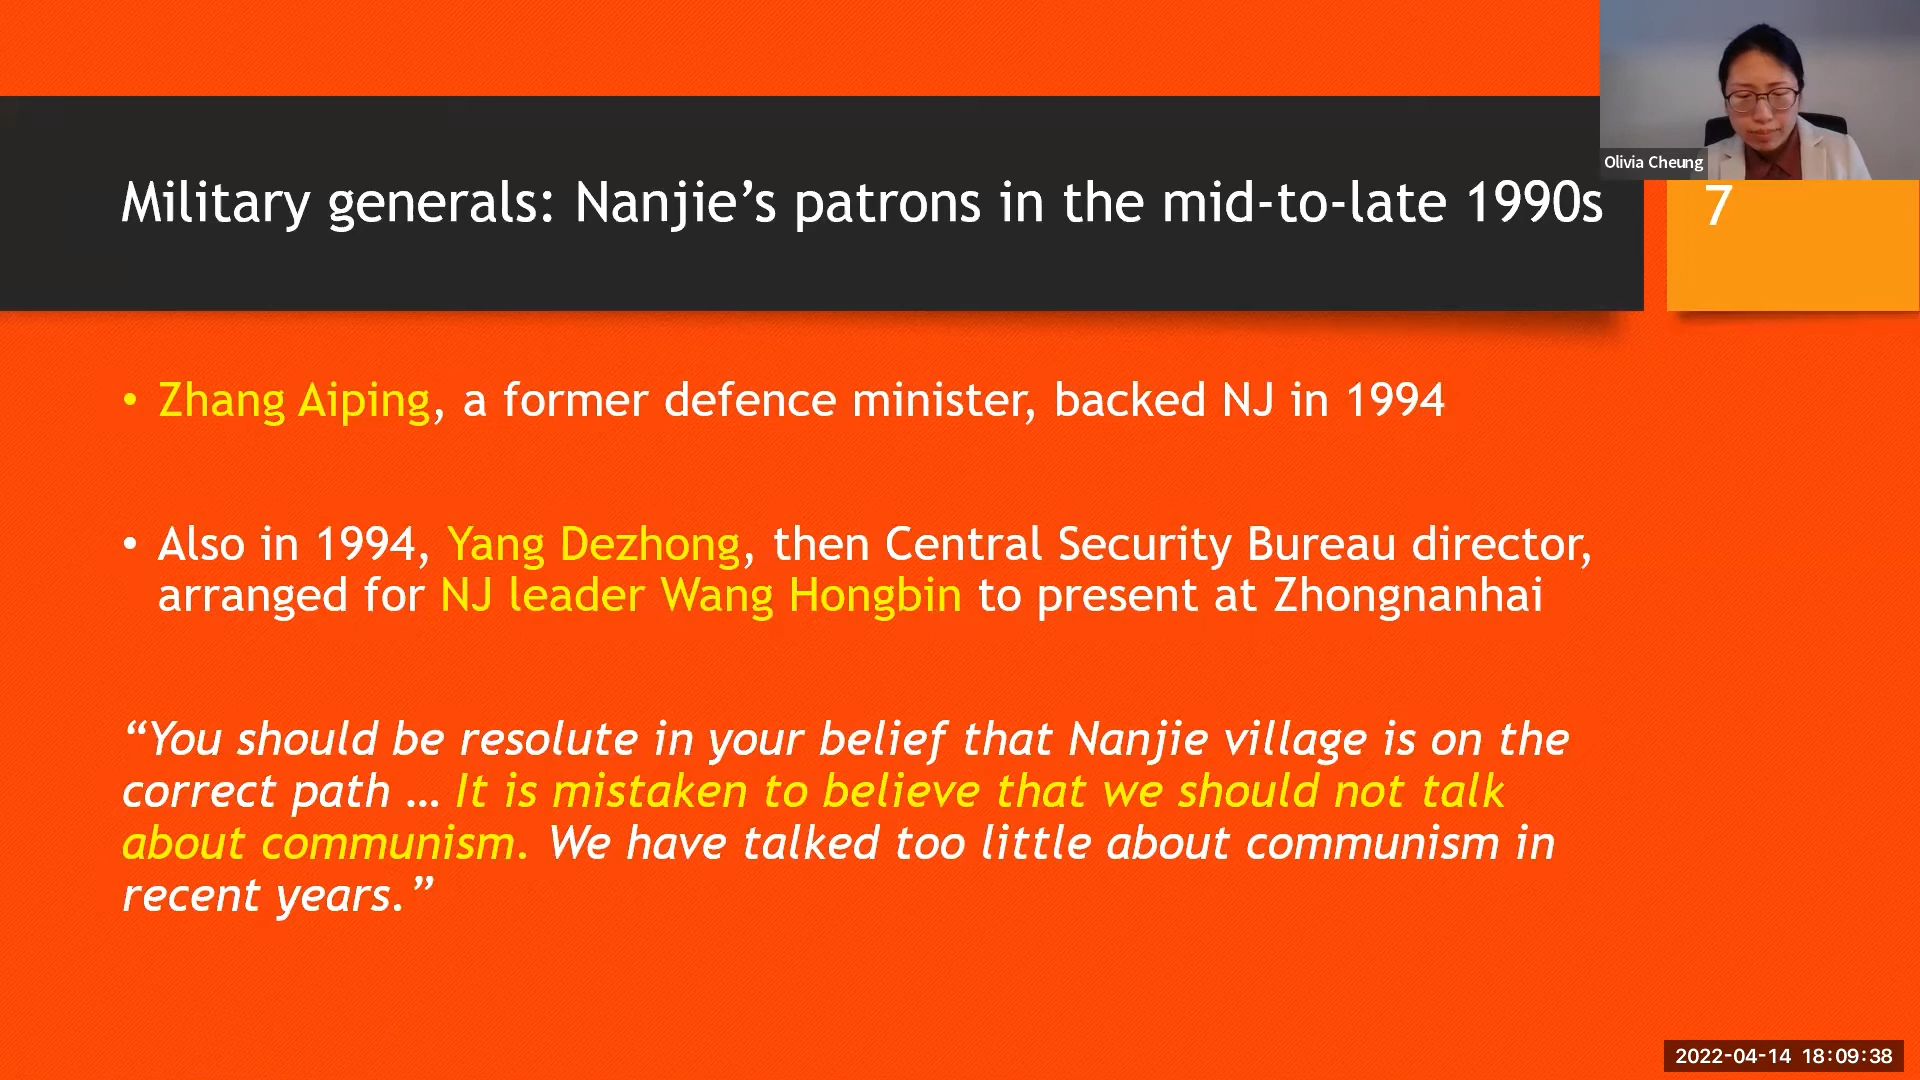 Olivia Cheung
Military generals: Nanjie’s patrons in the mid-to-late 1990s
7
• Zhang Aiping, a former defence minister, backed NJ in 1994
• Also in 1994, Yang Dezhong, then Central Security Bureau director,
arranged for NJ leader Wang Hongbin to present at Zhongnanhai
“You should be resolute in your belief that Nanjie village is on the
correct path … It is mistaken to believe that we should not talk
about communism. We have talked too little about communism in
recent years.”
2022-04-14 18:09:38